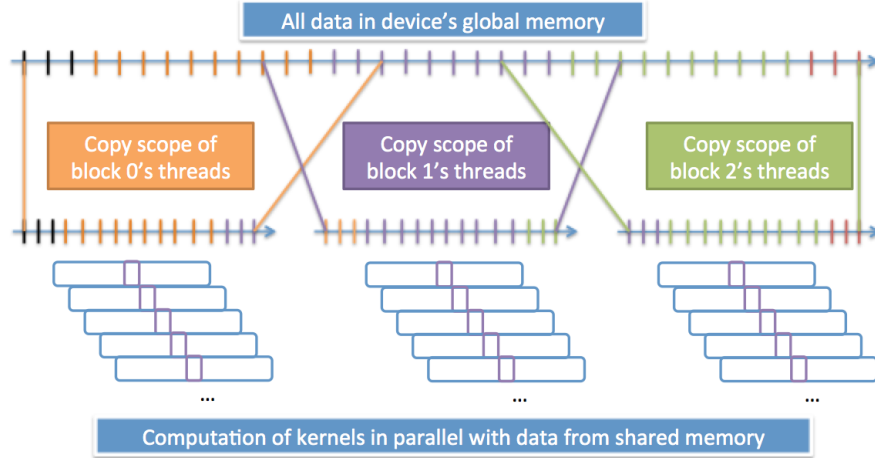 All data in device's global memory
Copy scope of
block 0's threads
Copy scope of
block 1's threads
Copy scope of
block 2's threads
...
...
...
Computation of kernels in parallel with data from shared memory